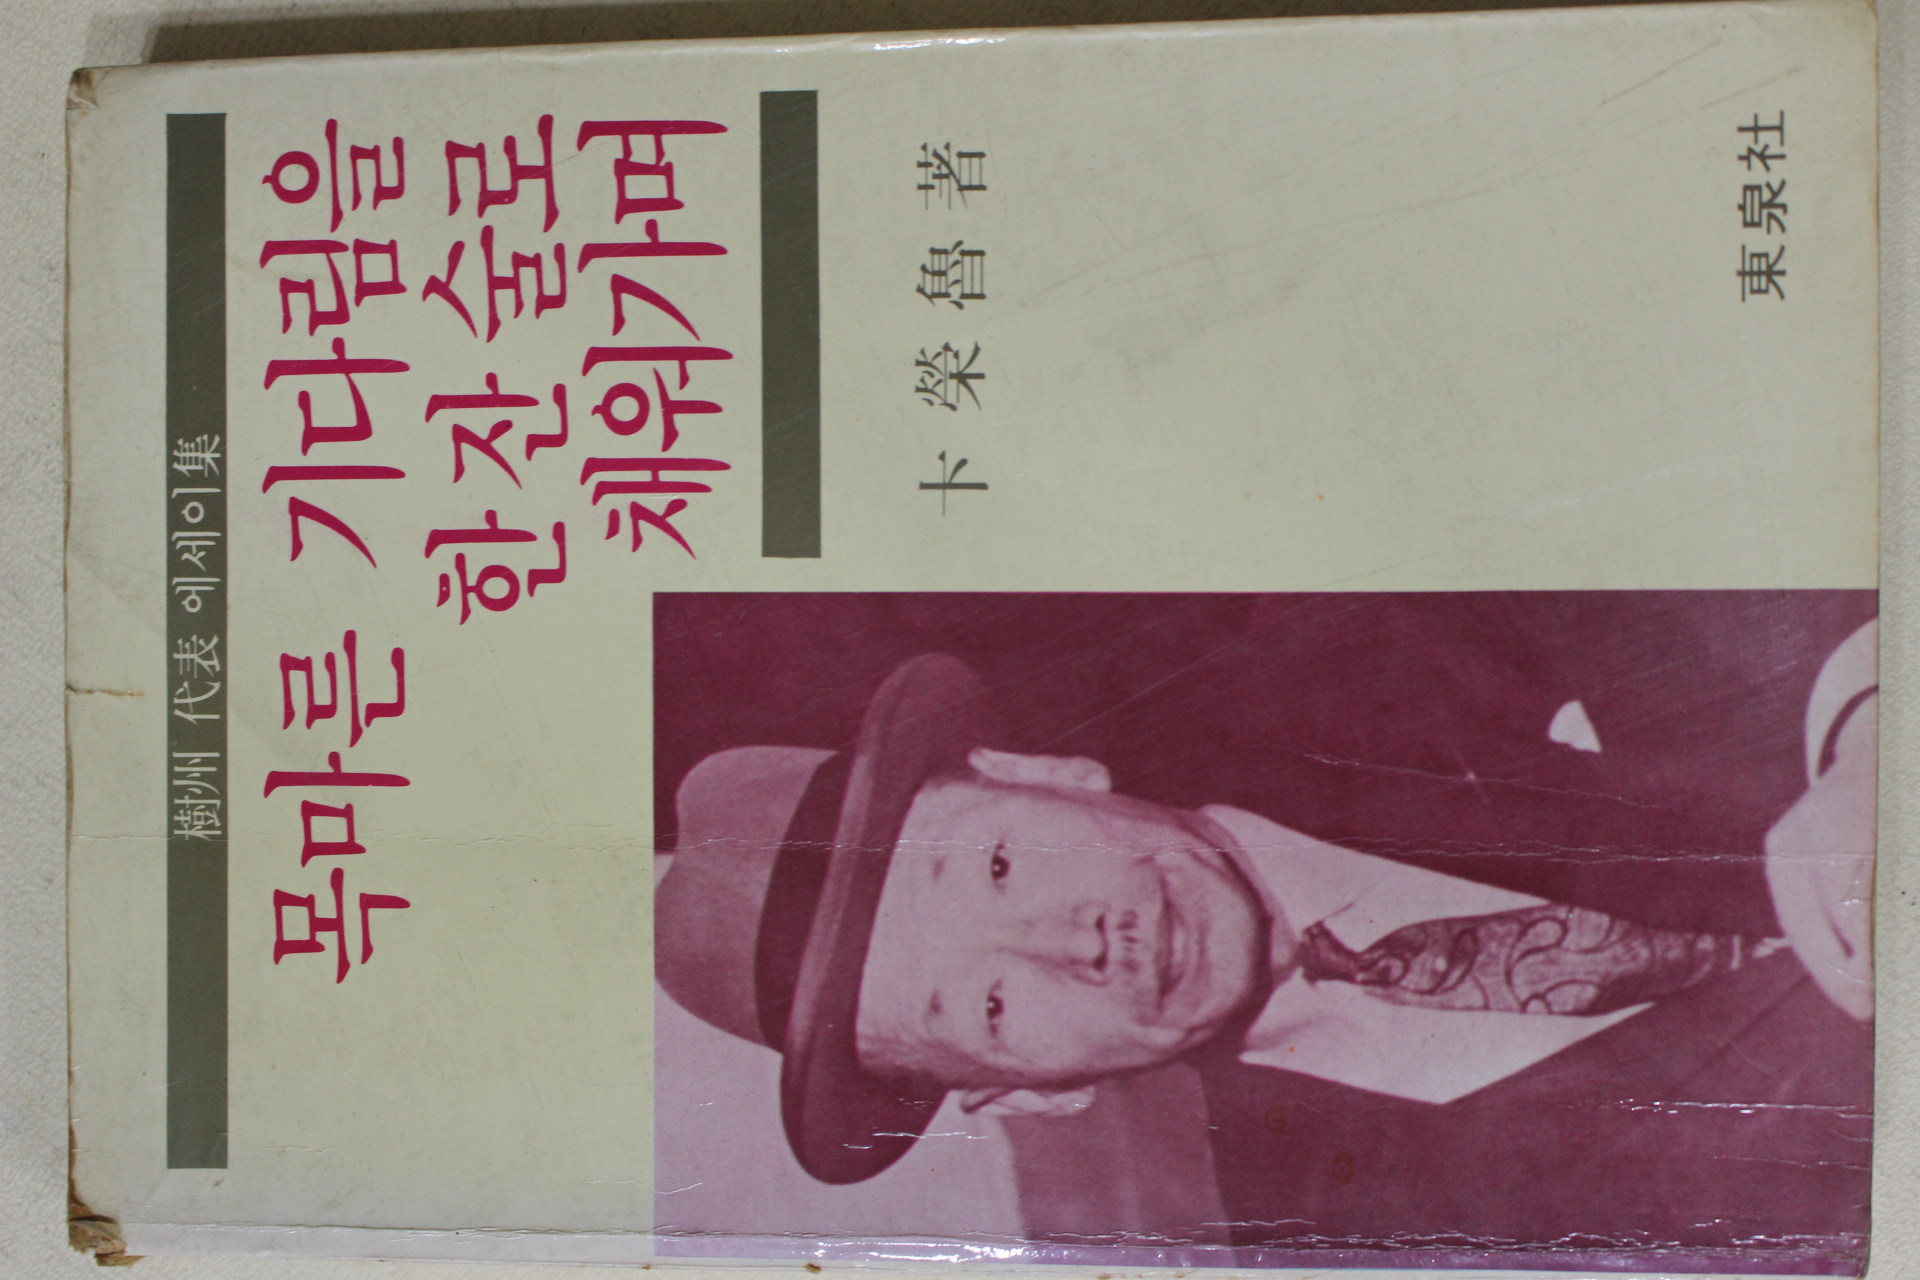 樹州 代表 에세이集
목마른 기다림을
한 잔 술로
채워가며
卞榮魯 著
東泉社